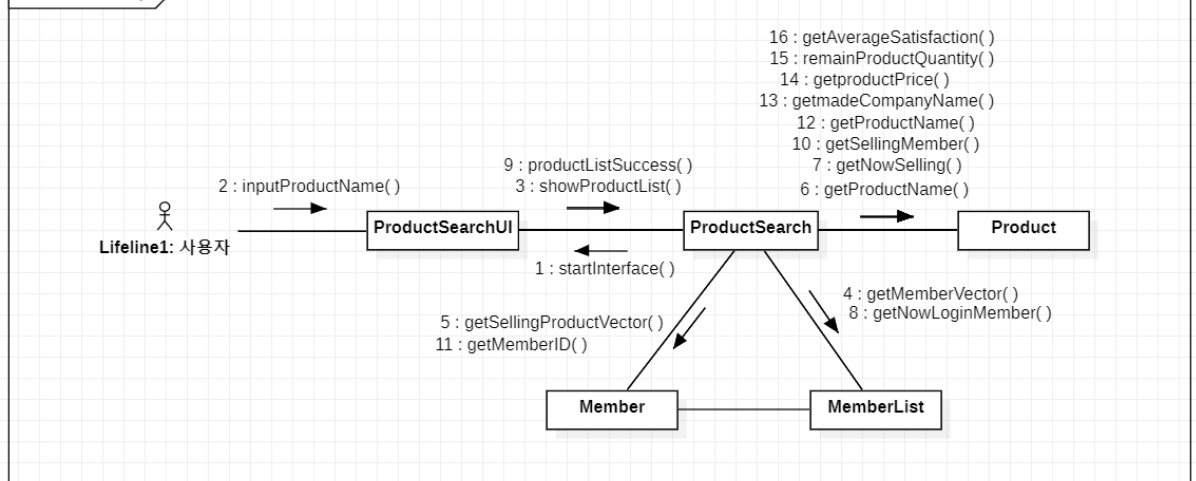 16 : getAverageSatisfaction( )
15 : remainProductQuantity( )
14 : getproductPrice( )
13 : getmadeCompanyName( )
12 : getProductName( )
10 : getSellingMember( )
7 : getNowSelling( )
6 : getProductName( )
9 : productListSuccess( )
3 : showProductList( )
2 : inputProductName( )
Lifeline1: 사용자
ProductSearchUI
ProductSearch
Product
1 : startInterface( )
4 : getMemberVector( )
8 : getNowLoginMember( )
5 : getSellingProductVector( )
11 : getMemberID( )
Member
MemberList